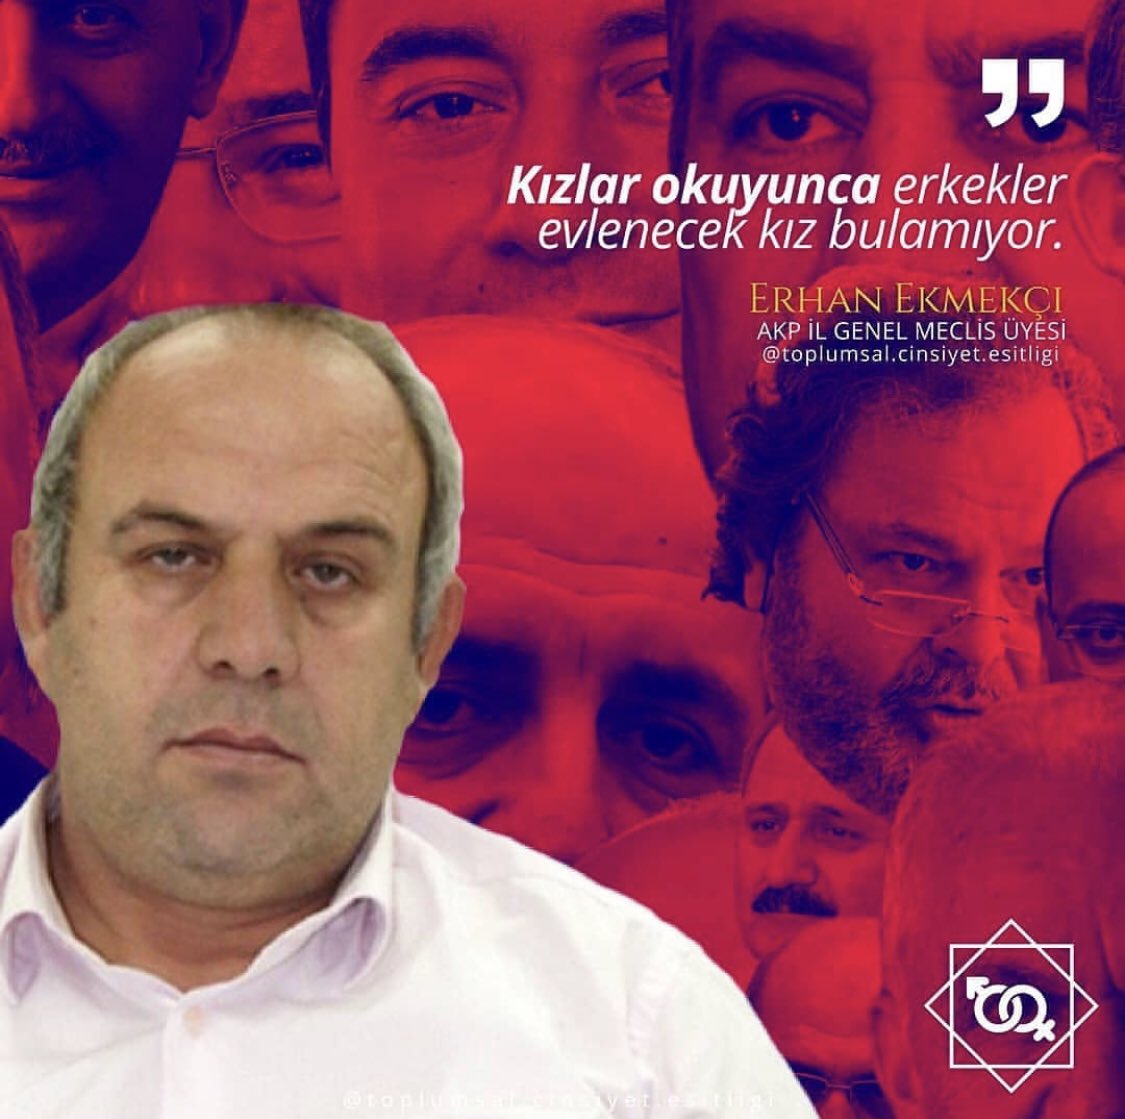 ”
Kızlar okuyunca erkekler
evlenecek kız bulamıyor.
ERHAN EKMEKÇI
AKP İL GENEL MECLİS ÜYESİ
@toplumsal.cinsiyet.esitligi
@toplumsal.cinsiyet.esitligi